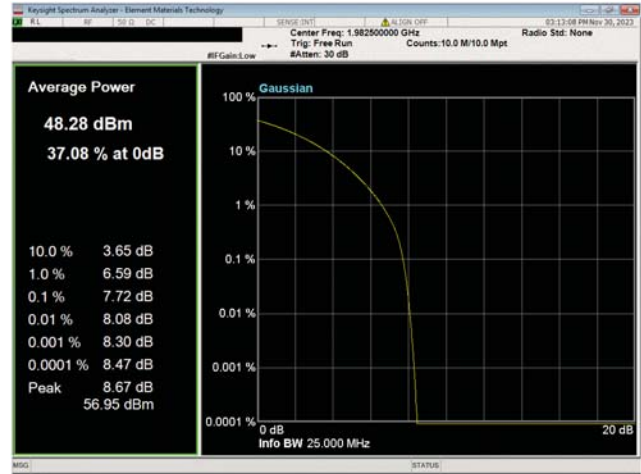 Keysight Spectrum Analyzer - Element Materials Technology
RL RF 50 Ω DC SENSE:INT ALIGN OFF 03:13:08 PM Nov 30, 2023
Center Freq: 1.982500000 GHz Radio Std: None
Trig: Free Run Counts:10.0 M/10.0 Mpt
#IFGain:Low #Atten: 30 dB
Average Power
48.28 dBm
37.08 % at 0dB
10.0 % 3.65 dB
1.0 % 6.59 dB
0.1 % 7.72 dB
0.01 % 8.08 dB
0.001 % 8.30 dB
0.0001 % 8.47 dB
Peak 8.67 dB
56.95 dBm
Gaussian
100 %
10 %
1 %
0.1 %
0.01 %
0.001 %
0.0001 %
0 dB 20 dB
Info BW 25.000 MHz
MSG STATUS